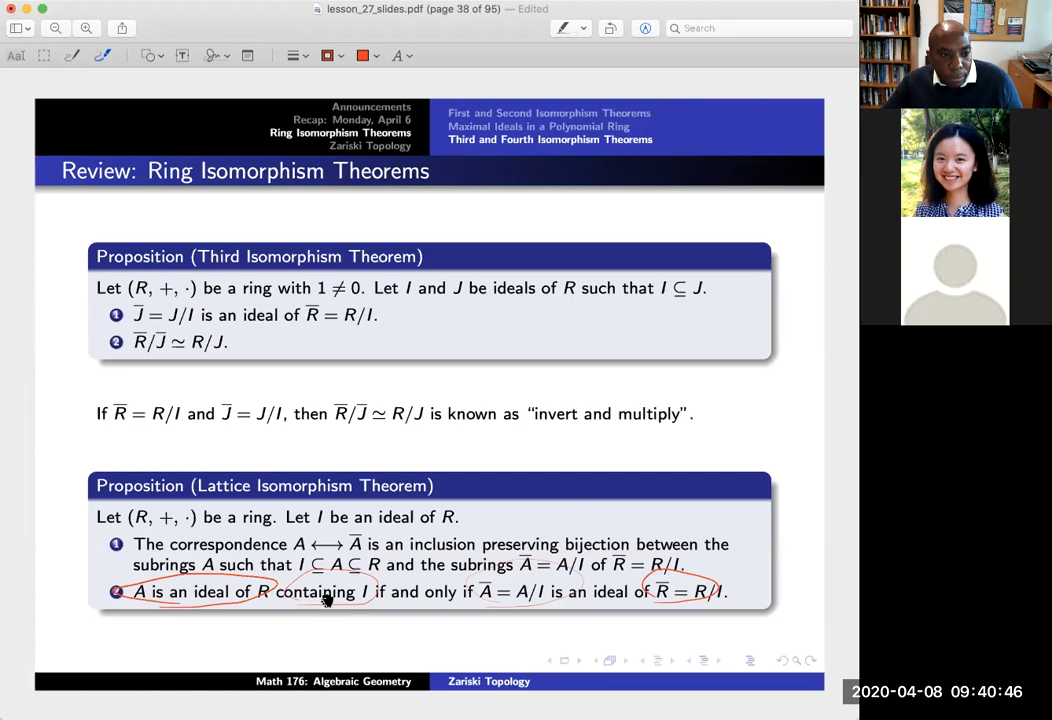 lesson_27_slides.pdf (page 38 of 95) — Edited
Search
Announcements
Recap: Monday, April 6
Ring Isomorphism Theorems
Zariski Topology
First and Second Isomorphism Theorems
Maximal Ideals in a Polynomial Ring
Third and Fourth Isomorphism Theorems
Review: Ring Isomorphism Theorems
Proposition (Third Isomorphism Theorem)
Let (R, +, ·) be a ring with 1 ≠ 0. Let I and J be ideals of R such that I ⊆ J.
1 J̅ = J/I is an ideal of R̅ = R/I.
2 R̅/J̅ ≃ R/J.
If R̅ = R/I and J̅ = J/I, then R̅/J̅ ≃ R/J is known as “invert and multiply”.
Proposition (Lattice Isomorphism Theorem)
Let (R, +, ·) be a ring. Let I be an ideal of R.
1 The correspondence A ⟷ A̅ is an inclusion preserving bijection between the
subrings A such that I ⊆ A ⊆ R and the subrings A̅ = A/I of R̅ = R/I.
2 A is an ideal of R containing I if and only if A̅ = A/I is an ideal of R̅ = R/I.
Math 176: Algebraic Geometry
Zariski Topology
2020-04-08 09:40:46